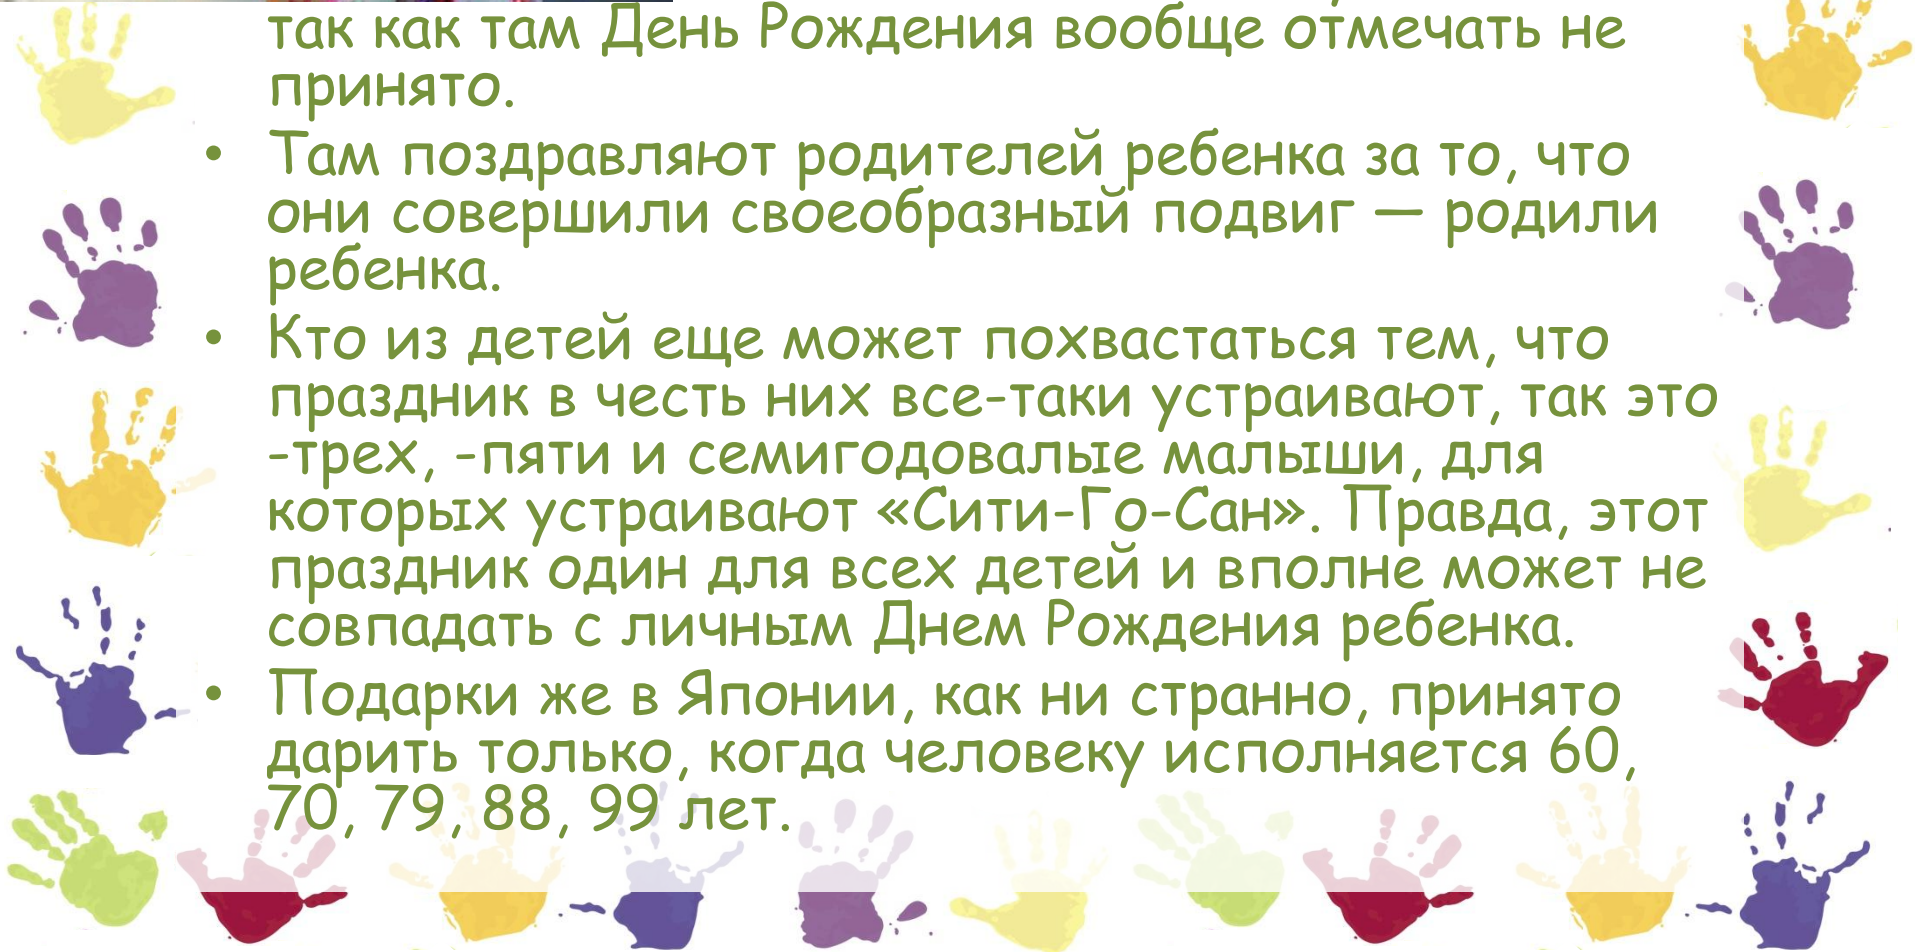 так как там День Рождения вообще отмечать не
принято.
• Там поздравляют родителей ребенка за то, что
они совершили своеобразный подвиг — родили
ребенка.
• Кто из детей еще может похвастаться тем, что
праздник в честь них все-таки устраивают, так это
-трех, -пяти и семигодовалые малыши, для
которых устраивают «Сити-Го-Сан». Правда, этот
праздник один для всех детей и вполне может не
совпадать с личным Днем Рождения ребенка.
• Подарки же в Японии, как ни странно, принято
дарить только, когда человеку исполняется 60,
70, 79, 88, 99 лет.